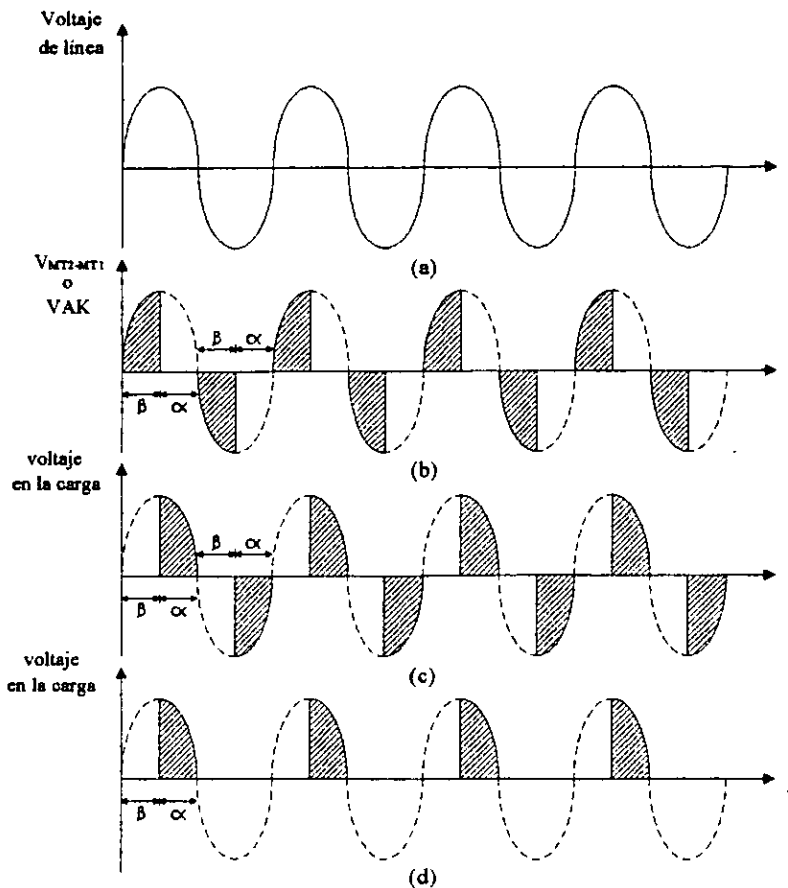 Voltaje
de línea
(a)
VMT2-MT1
o
VAK
β α
β α
(b)
voltaje
en la carga
β α
β α
(c)
voltaje
en la carga
β α
(d)